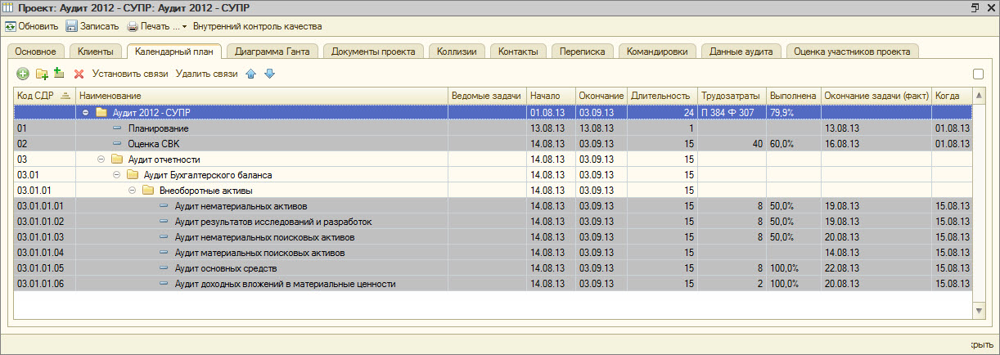 Проект: Аудит 2012 - СУПР: Аудит 2012 - СУПР
Обновить Записать Печать ... Внутренний контроль качества
Основное Клиенты Календарный план Диаграмма Ганта Документы проекта Коллизии Контакты Переписка Командировки Данные аудита Оценка участников проекта
Установить связи Удалить связи
Код СДР Наименование Ведомые задачи Начало Окончание Длительность Трудозатраты Выполнена Окончание задачи (факт) Когда
Аудит 2012 - СУПР 01.08.13 03.09.13 24 П 384 Ф 307 79,9%
01 Планирование 13.08.13 13.08.13 1 13.08.13 01.08.13
02 Оценка СВК 14.08.13 03.09.13 15 40 60,0% 16.08.13 01.08.13
03 Аудит отчетности 14.08.13 03.09.13 15
03.01 Аудит Бухгалтерского баланса 14.08.13 03.09.13 15
03.01.01 Внеоборотные активы 14.08.13 03.09.13 15
03.01.01.01 Аудит нематериальных активов 14.08.13 03.09.13 15 8 50,0% 19.08.13 15.08.13
03.01.01.02 Аудит результатов исследований и разработок 14.08.13 03.09.13 15 8 50,0% 19.08.13 15.08.13
03.01.01.03 Аудит нематериальных поисковых активов 14.08.13 03.09.13 15 8 50,0% 20.08.13 15.08.13
03.01.01.04 Аудит материальных поисковых активов 14.08.13 03.09.13 15 14.08.13 15.08.13
03.01.01.05 Аудит основных средств 14.08.13 03.09.13 15 8 100,0% 22.08.13 15.08.13
03.01.01.06 Аудит доходных вложений в материальные ценности 14.08.13 03.09.13 15 2 100,0% 20.08.13 15.08.13
крыть